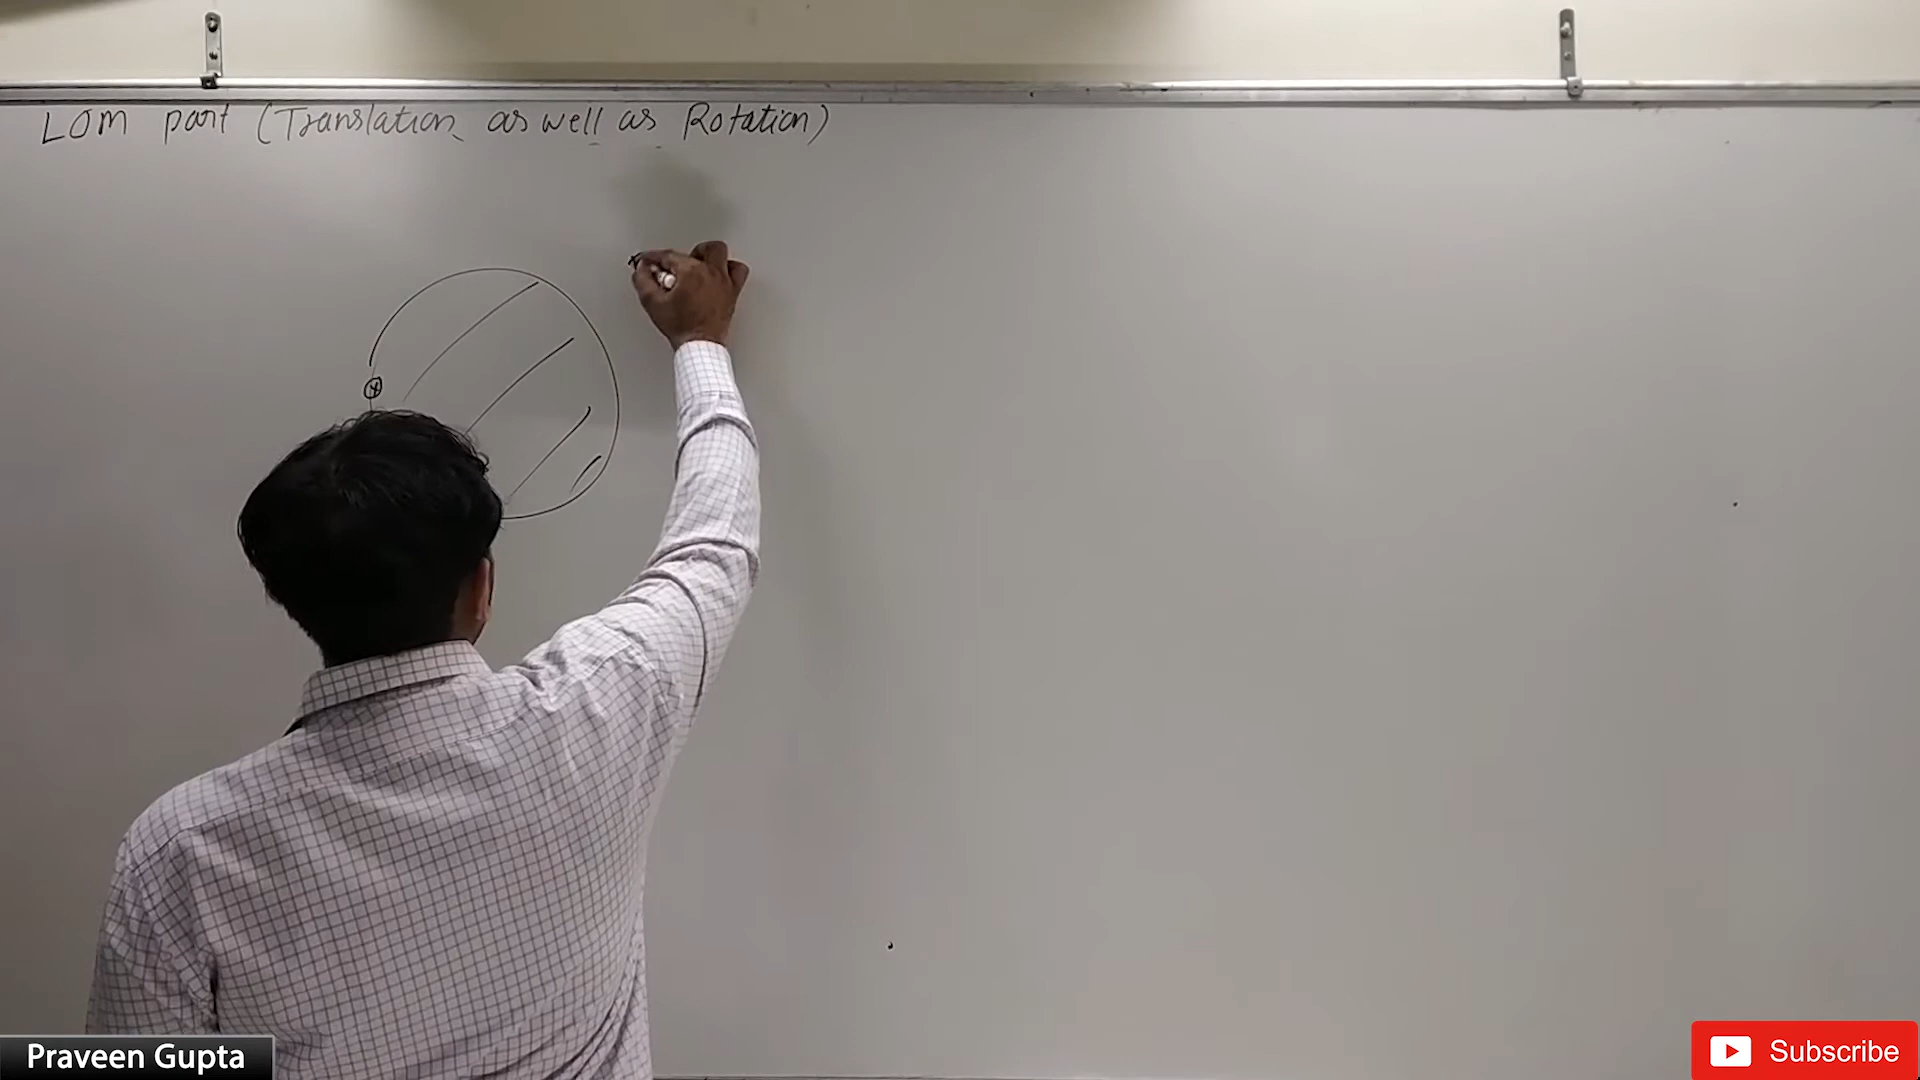 LOM part (Translation as well as Rotation)
Praveen Gupta
Subscribe